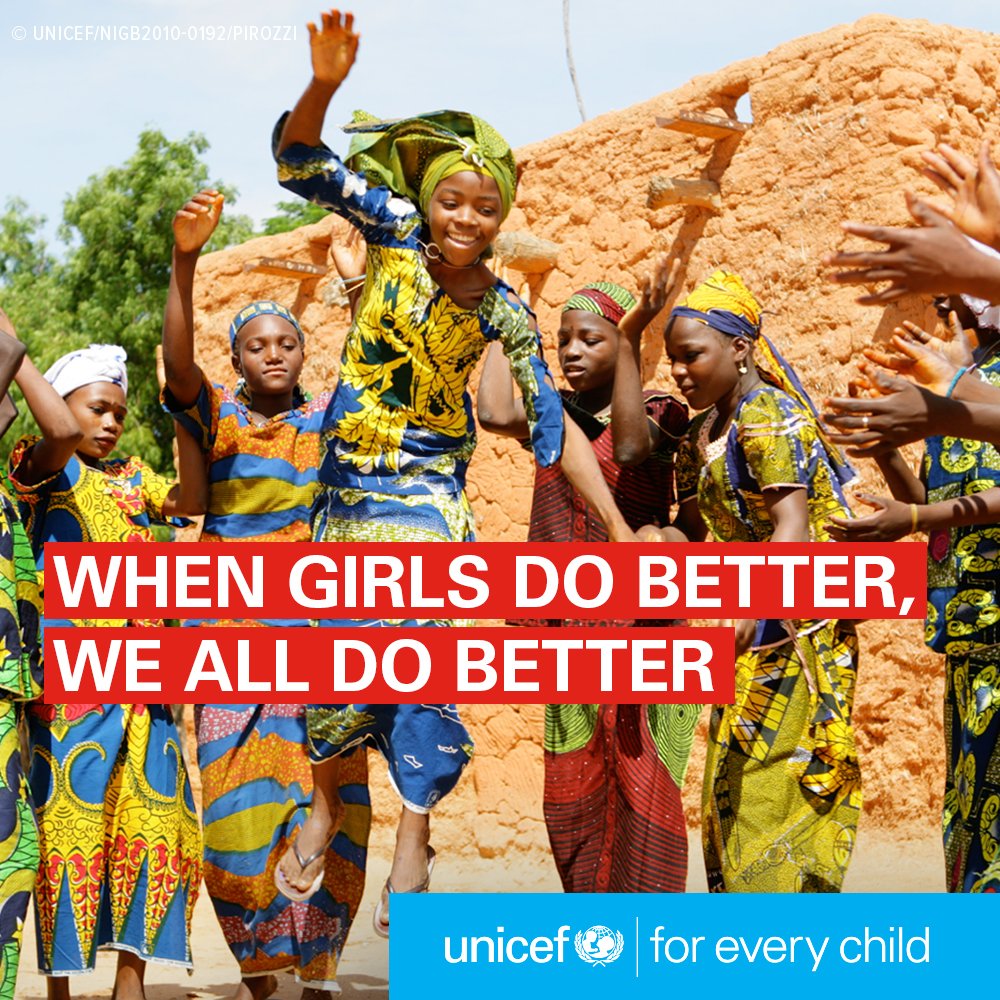 © UNICEF/NIGB2010-0192/PIROZZI
WHEN GIRLS DO BETTER,
WE ALL DO BETTER
unicef | for every child